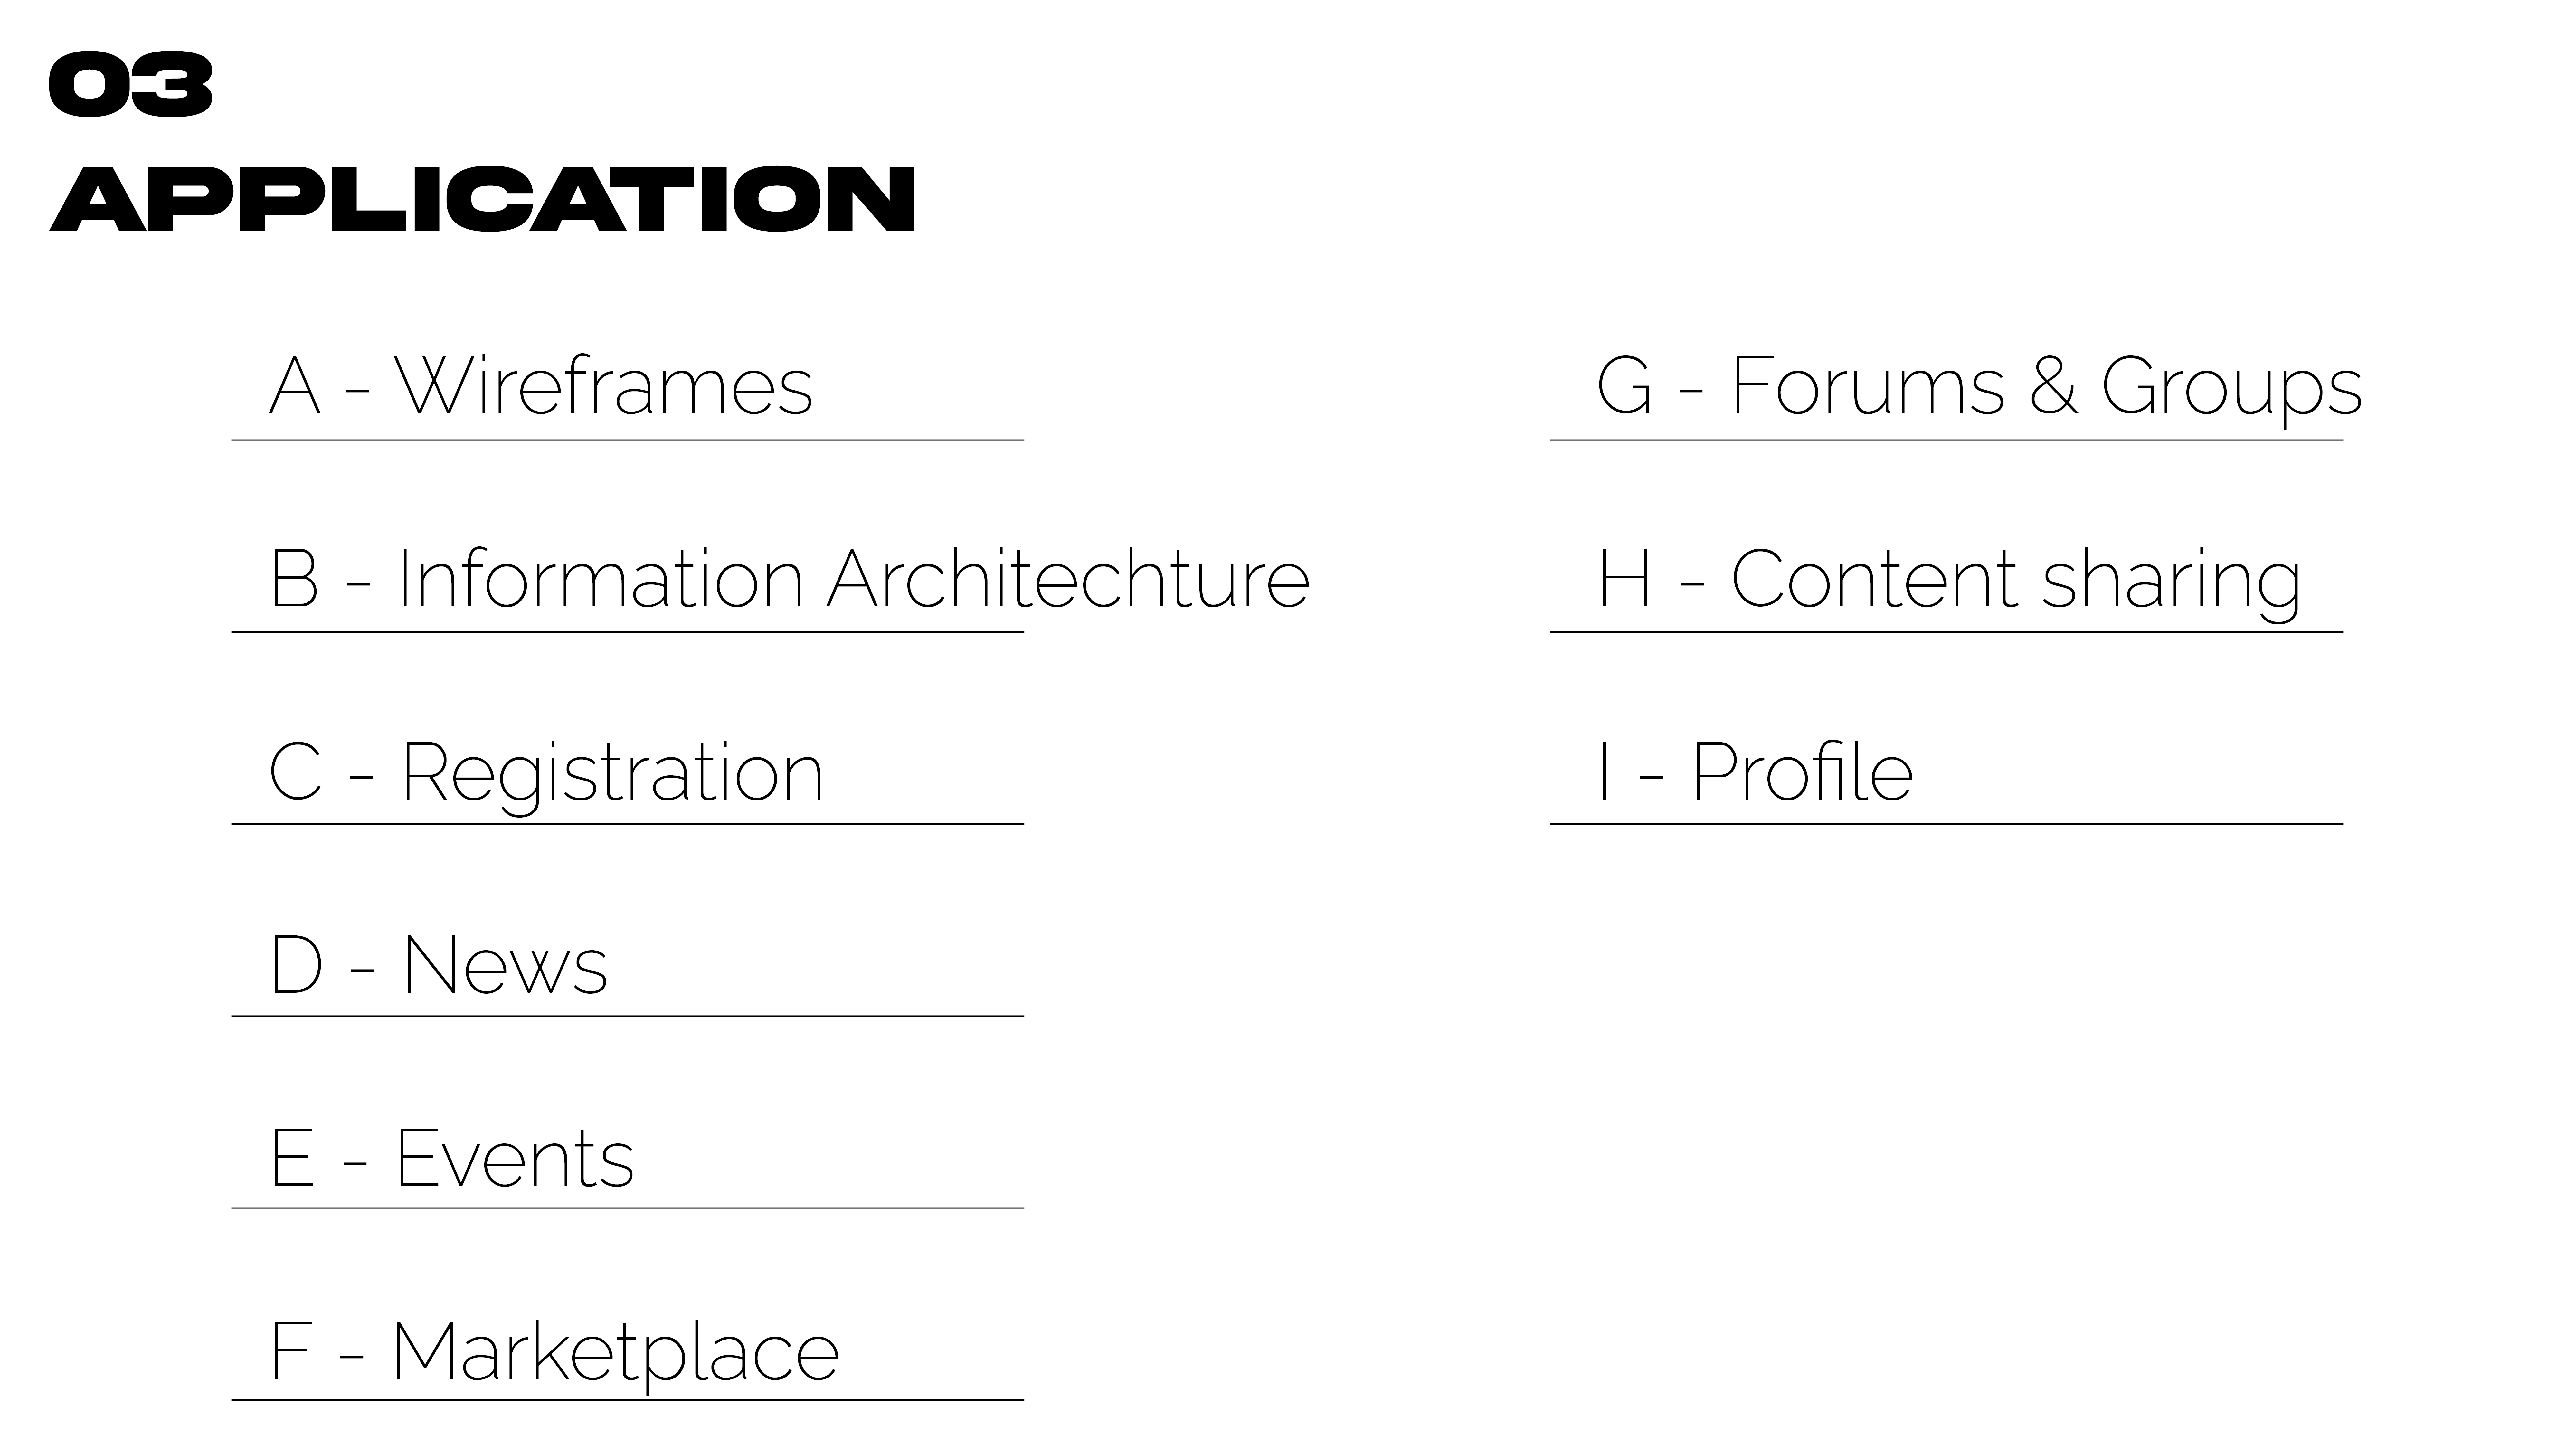 03
APPLICATION
A - Wireframes
B - Information Architechture
C - Registration
D - News
E - Events
F - Marketplace
G - Forums & Groups
H - Content sharing
I - Profile